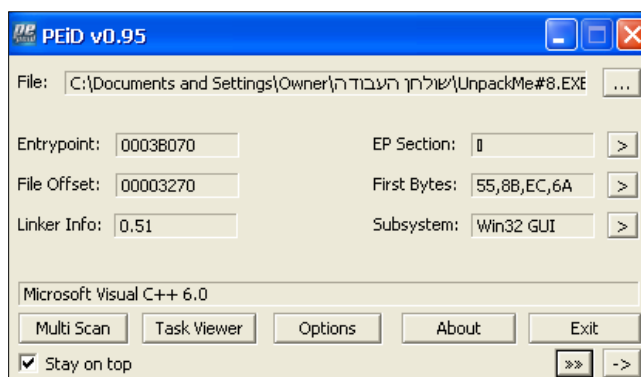 PEiD v0.95
File: C:\Documents and Settings\Owner\שולחן העבודה\UnpackMe#8.EXE ...
Entrypoint: 0003B070 EP Section: >
File Offset: 00003270 First Bytes: 55,8B,EC,6A >
Linker Info: 0.51 Subsystem: Win32 GUI >
Microsoft Visual C++ 6.0
Multi Scan Task Viewer Options About Exit
Stay on top »» ->